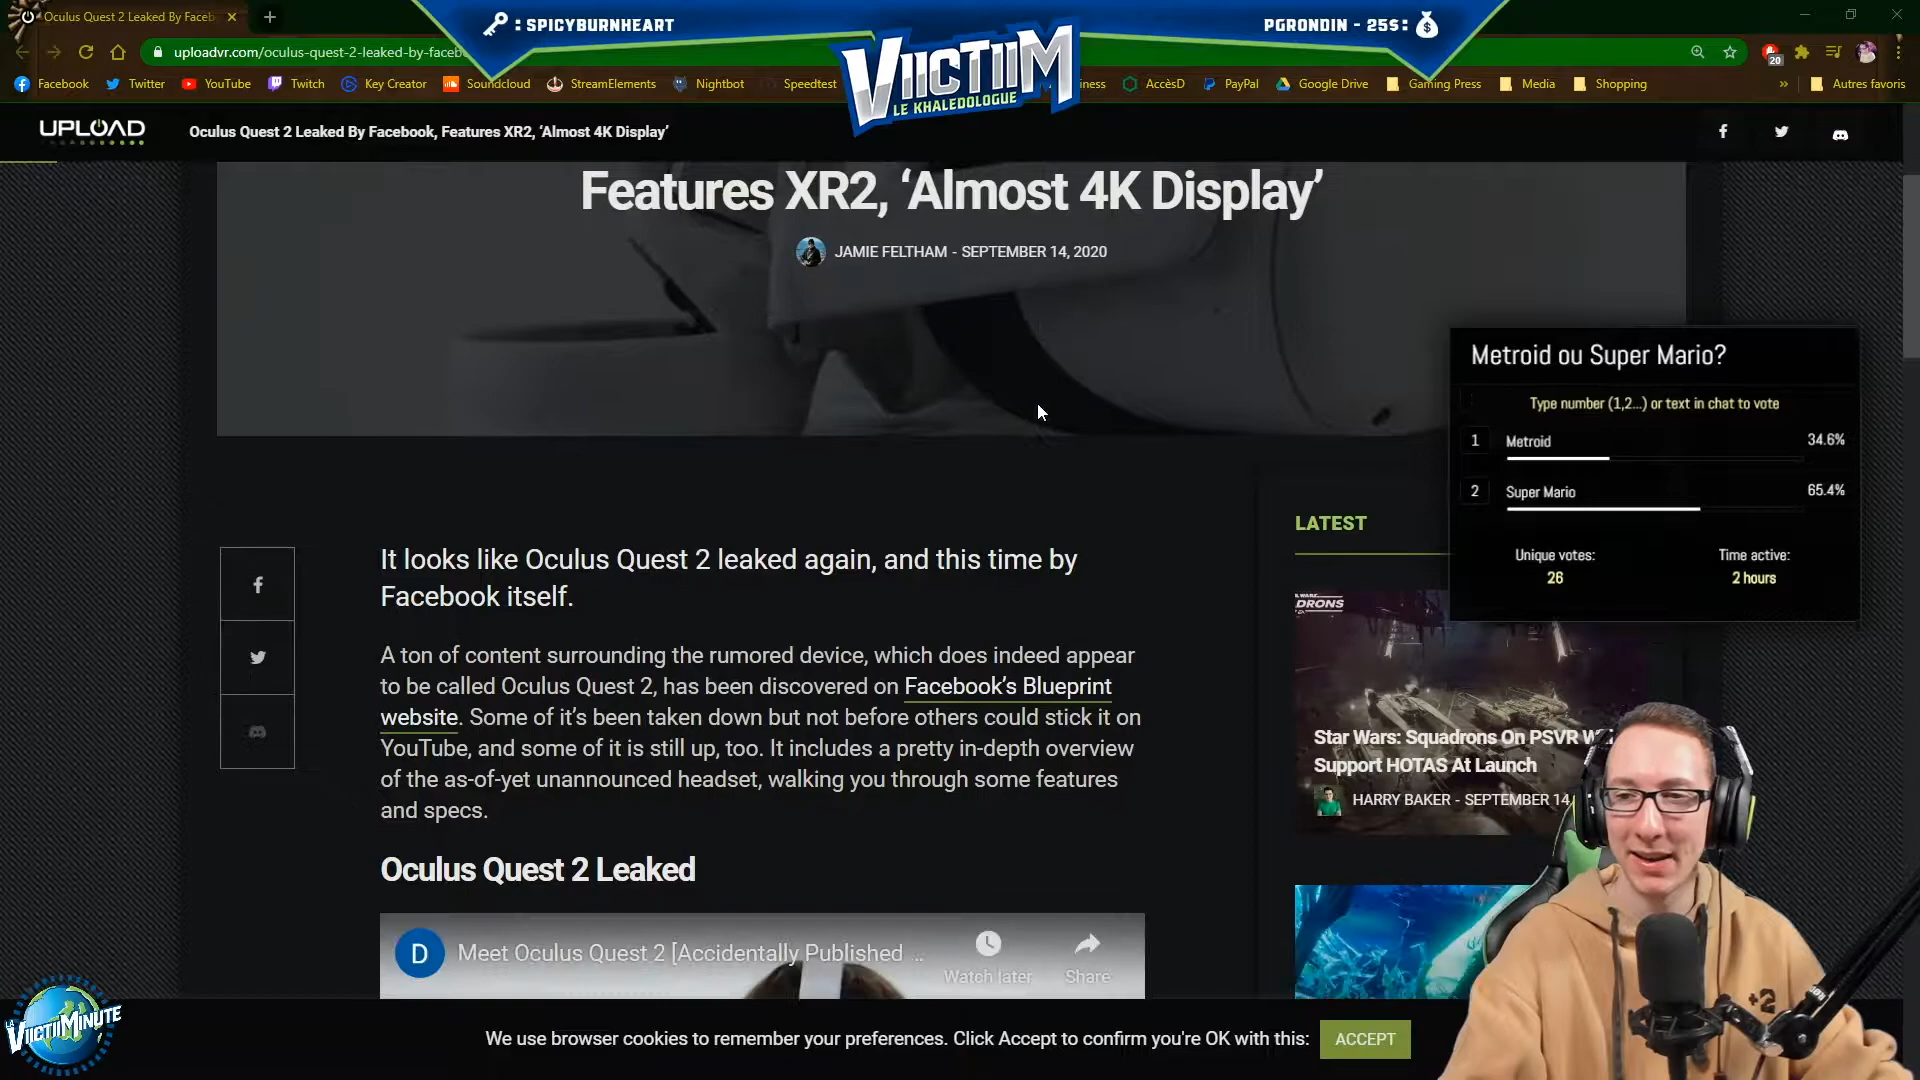 Oculus Quest 2 Leaked By Faceb
: SPICYBURNHEART
PGRONDIN - 25$:
VIICTIIM
LE KHALEDOLOGUE
uploadvr.com/oculus-quest-2-leaked-by-faceb
20
Facebook
Twitter
YouTube
Twitch
Key Creator
Soundcloud
StreamElements
Nightbot
Speedtest
iness
AccèsD
PayPal
Google Drive
Gaming Press
Media
Shopping
»
Autres favoris
UPLOAD
Oculus Quest 2 Leaked By Facebook, Features XR2, ‘Almost 4K Display’
Features XR2, ‘Almost 4K Display’
JAMIE FELTHAM - SEPTEMBER 14, 2020
Metroid ou Super Mario?
Type number (1,2...) or text in chat to vote
1 Metroid 34.6%
2 Super Mario 65.4%
Unique votes: Time active:
26 2 hours
It looks like Oculus Quest 2 leaked again, and this time by
Facebook itself.
A ton of content surrounding the rumored device, which does indeed appear
to be called Oculus Quest 2, has been discovered on Facebook’s Blueprint
website. Some of it’s been taken down but not before others could stick it on
YouTube, and some of it is still up, too. It includes a pretty in-depth overview
of the as-of-yet unannounced headset, walking you through some features
and specs.
Oculus Quest 2 Leaked
D
Meet Oculus Quest 2 [Accidentally Published ...
Watch later
Share
LATEST
DRONS
Star Wars: Squadrons On PSVR W
Support HOTAS At Launch
HARRY BAKER - SEPTEMBER 14,
+2
LA
VIICTIIMINUTE
We use browser cookies to remember your preferences. Click Accept to confirm you're OK with this:
ACCEPT